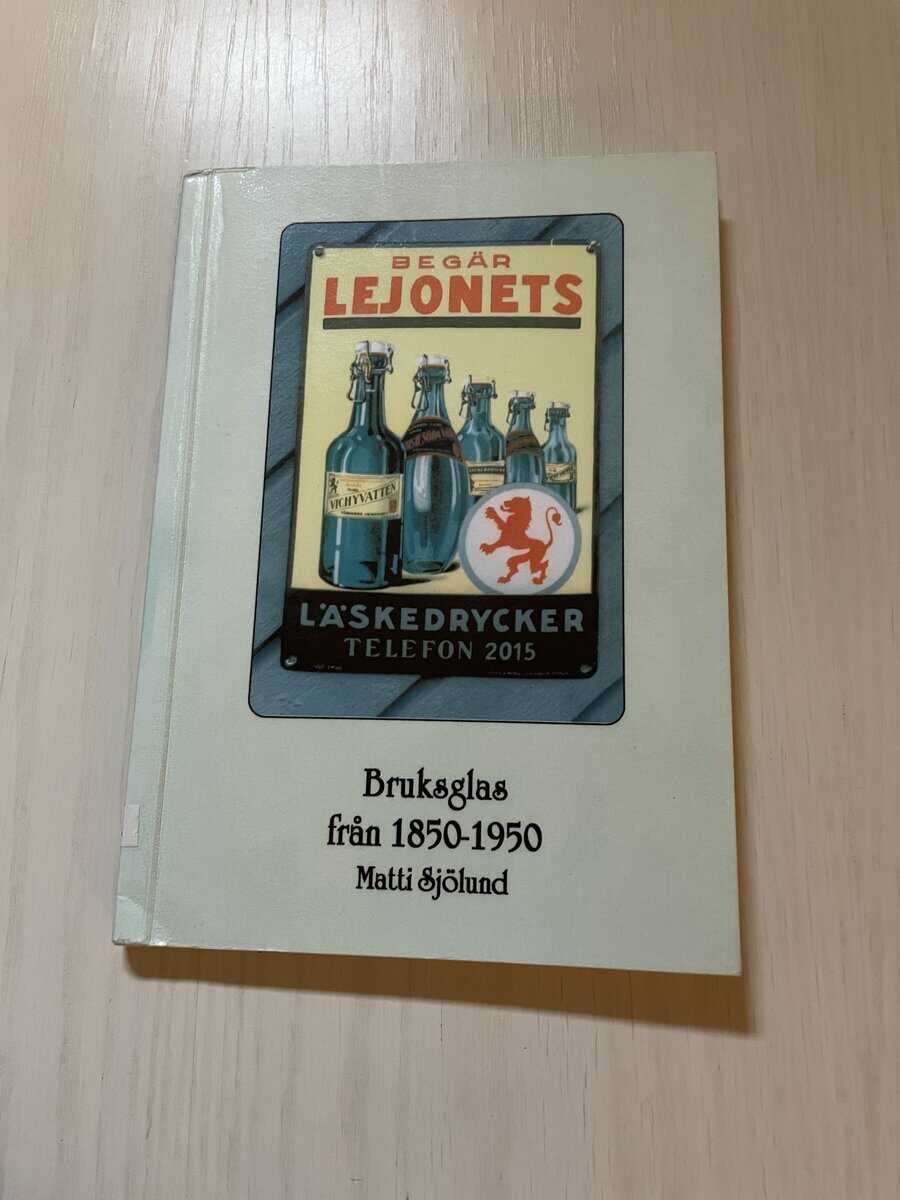 BEGÄR
LEJONETS
VICHYVATTEN
LÄSKEDRYCKER
TELEFON 2015
Bruksglas
från 1850-1950
Matti Sjölund